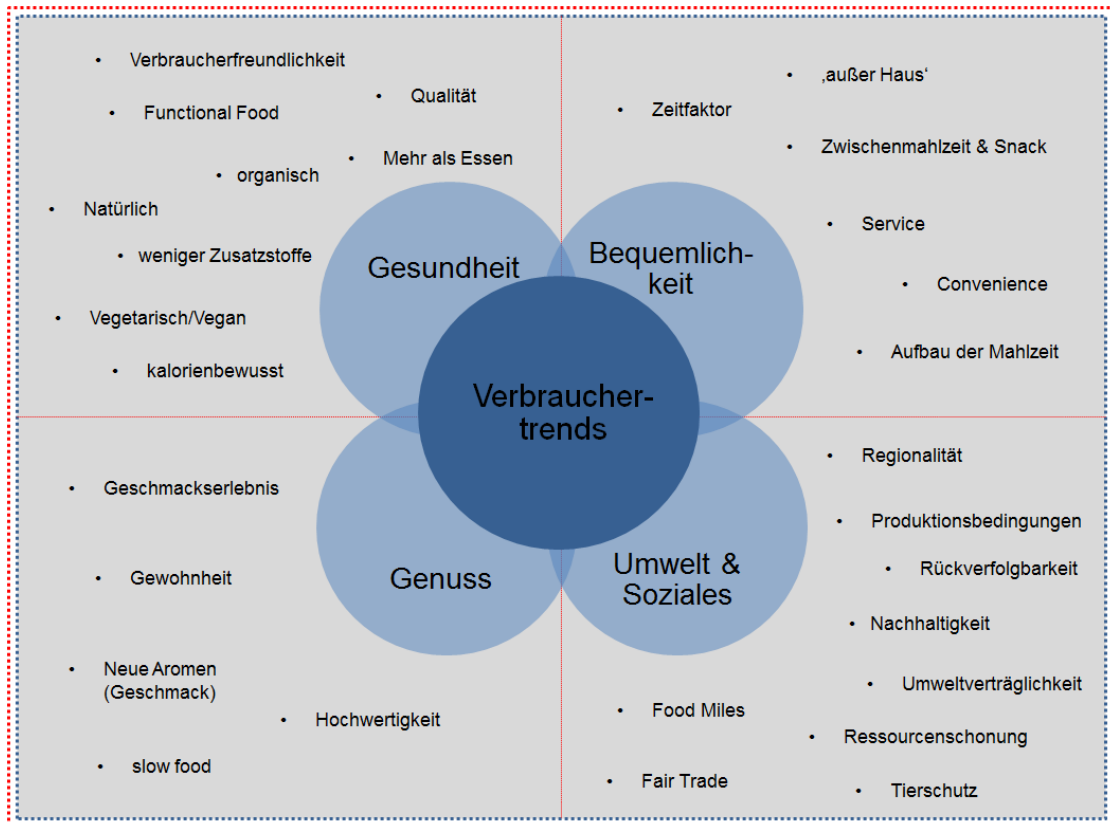 • Verbraucherfreundlichkeit
• Qualität
• Functional Food
• Mehr als Essen
• organisch
• Natürlich
• weniger Zusatzstoffe
• Vegetarisch/Vegan
• kalorienbewusst
Gesundheit
• ‚außer Haus‘
• Zeitfaktor
• Zwischenmahlzeit & Snack
• Service
• Convenience
• Aufbau der Mahlzeit
Bequemlich-
keit
Verbraucher-
trends
• Geschmackserlebnis
• Gewohnheit
• Neue Aromen
(Geschmack)
• Hochwertigkeit
• slow food
Genuss
Umwelt &
Soziales
• Regionalität
• Produktionsbedingungen
• Rückverfolgbarkeit
• Nachhaltigkeit
• Umweltverträglichkeit
• Food Miles
• Ressourcenschonung
• Fair Trade
• Tierschutz